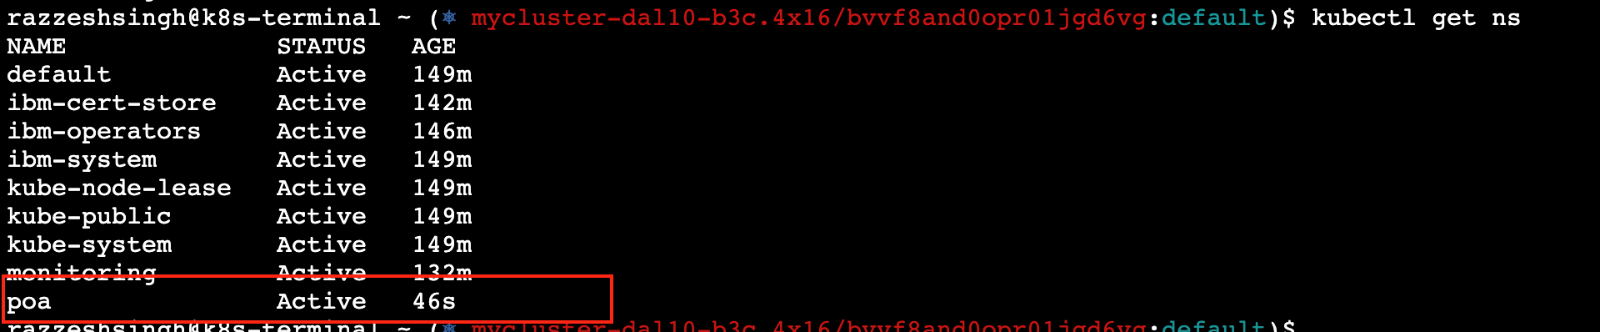 razzeshsingh@k8s-terminal ~ (⎈ mycluster-dal10-b3c.4x16/bvvf8and0opr01jgd6vg:default)$ kubectl get ns
NAME STATUS AGE
default Active 149m
ibm-cert-store Active 142m
ibm-operators Active 146m
ibm-system Active 149m
kube-node-lease Active 149m
kube-public Active 149m
kube-system Active 149m
monitoring Active 132m
poa Active 46s
razzeshsingh@k8s-terminal ~ (⎈ mycluster-dal10-b3c.4x16/bvvf8and0opr01jgd6vg:default)$